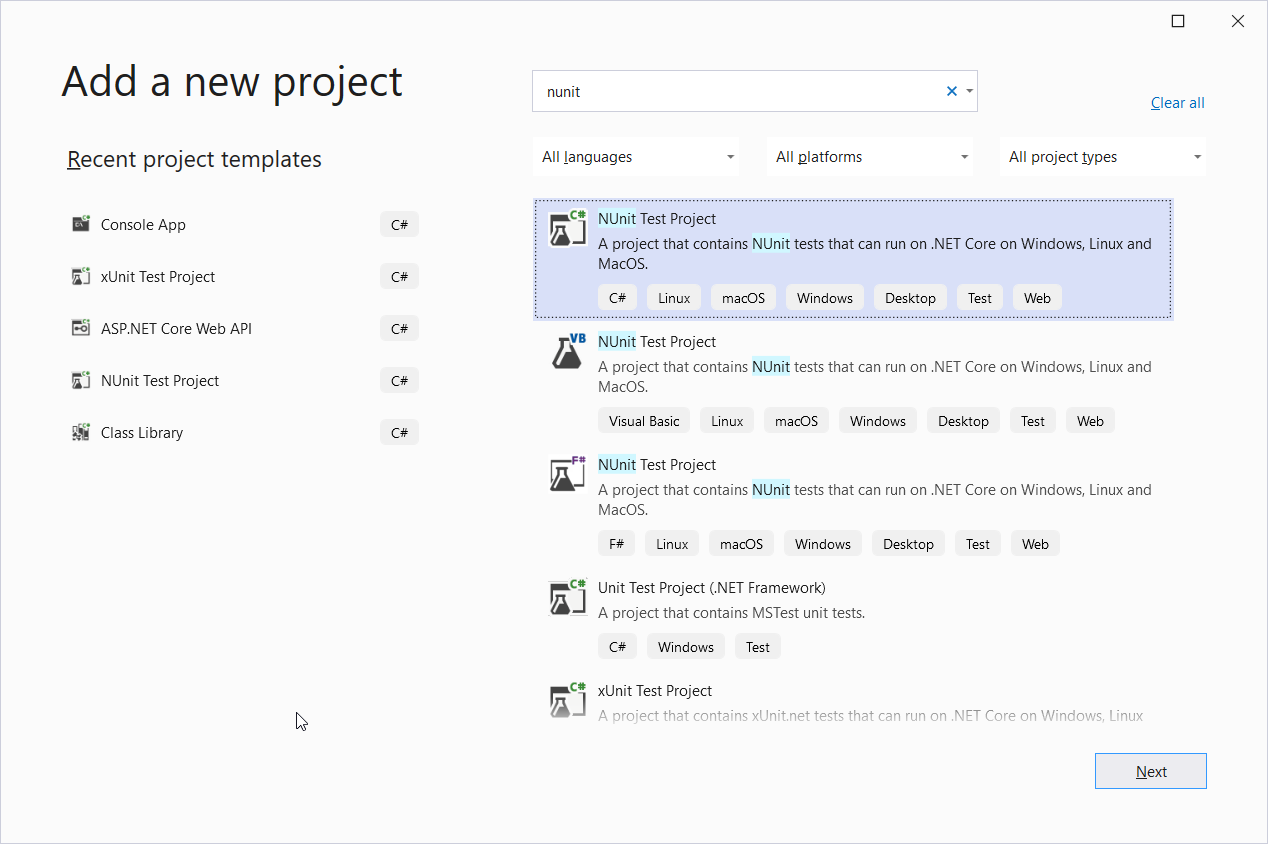 Add a new project
nunit
Clear all
All languages
All platforms
All project types
Recent project templates
Console App C#
xUnit Test Project C#
ASP.NET Core Web API C#
NUnit Test Project C#
Class Library C#
C#
NUnit Test Project
A project that contains NUnit tests that can run on .NET Core on Windows, Linux and
MacOS.
C# Linux macOS Windows Desktop Test Web
VB
NUnit Test Project
A project that contains NUnit tests that can run on .NET Core on Windows, Linux and
MacOS.
Visual Basic Linux macOS Windows Desktop Test Web
F#
NUnit Test Project
A project that contains NUnit tests that can run on .NET Core on Windows, Linux and
MacOS.
F# Linux macOS Windows Desktop Test Web
C#
Unit Test Project (.NET Framework)
A project that contains MSTest unit tests.
C# Windows Test
C#
xUnit Test Project
A project that contains xUnit.net tests that can run on .NET Core on Windows, Linux
Next